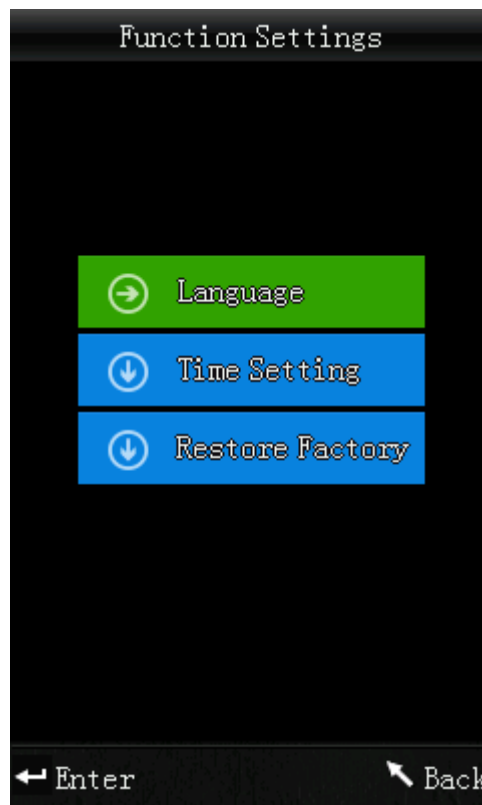 Function Settings
Language
Time Setting
Restore Factory
Enter Back